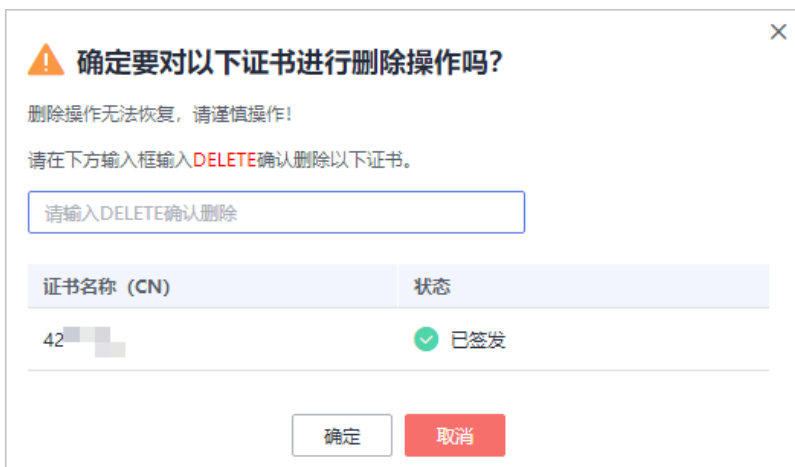 确定要对以下证书进行删除操作吗？
删除操作无法恢复，请谨慎操作！
请在下方输入框输入DELETE确认删除以下证书。
请输入DELETE确认删除
证书名称（CN） 状态
42 已签发
确定 取消